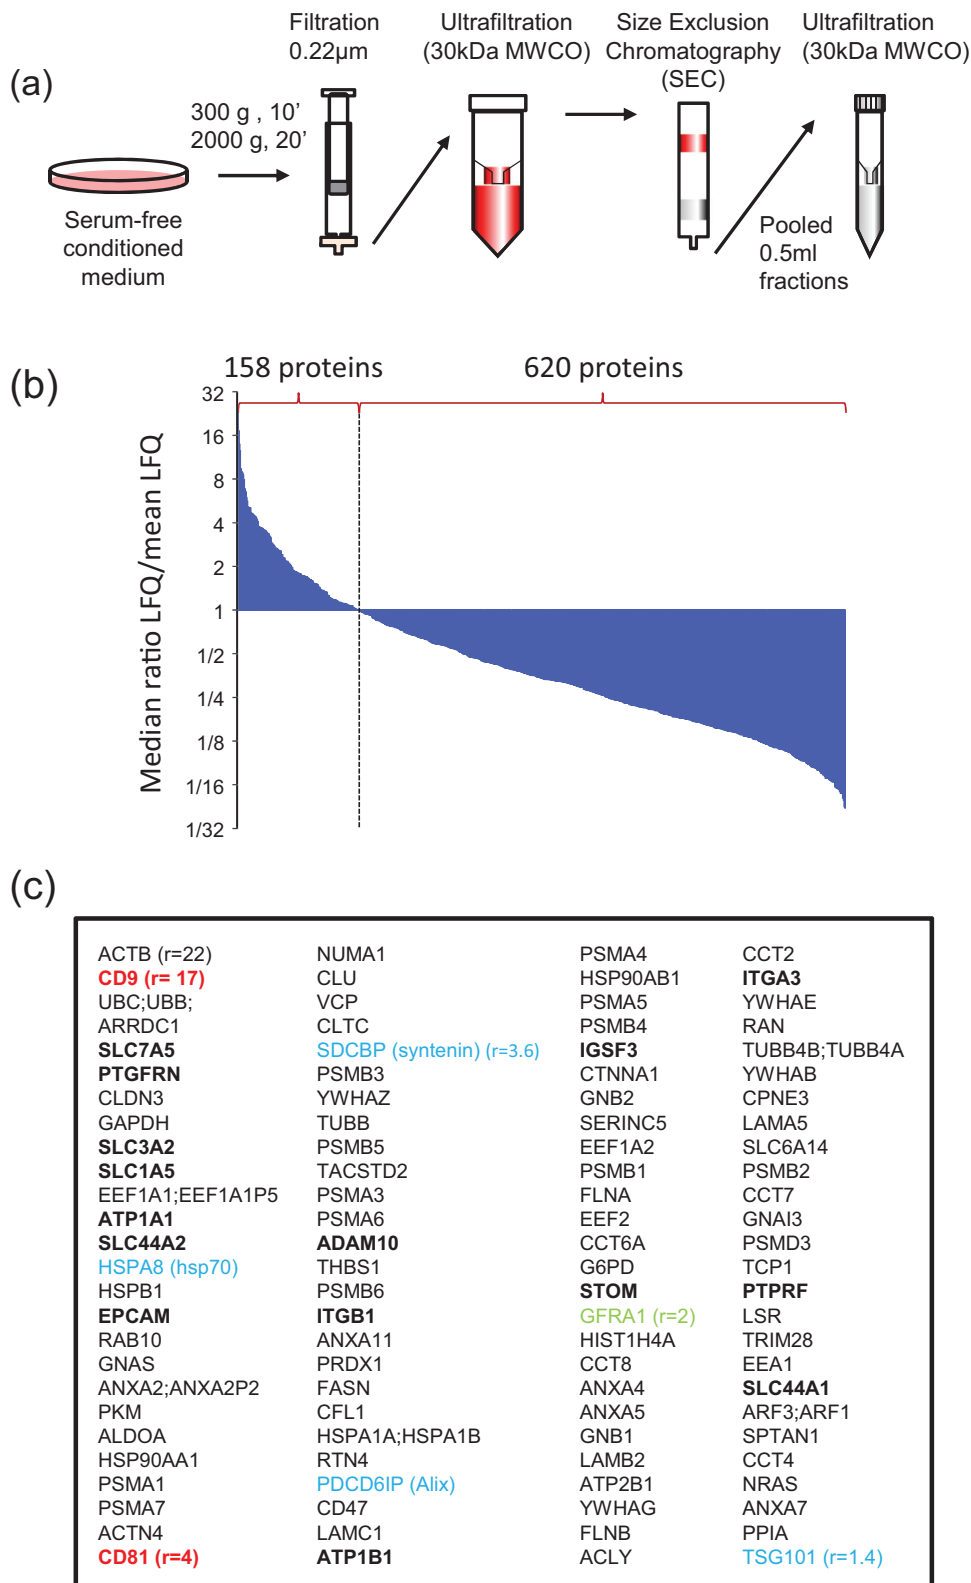 (a)
Filtration
0.22µm
Ultrafiltration
(30kDa MWCO)
Size Exclusion
Chromatography
(SEC)
Ultrafiltration
(30kDa MWCO)
300 g , 10’
2000 g, 20’
Serum-free
conditioned
medium
Pooled
0.5ml
fractions
(b)
158 proteins
620 proteins
Median ratio LFQ/mean LFQ
32
16
8
4
2
1
1/2
1/4
1/8
1/16
1/32
(c)
ACTB (r=22)
CD9 (r= 17)
UBC;UBB;
ARRDC1
SLC7A5
PTGFRN
CLDN3
GAPDH
SLC3A2
SLC1A5
EEF1A1;EEF1A1P5
ATP1A1
SLC44A2
HSPA8 (hsp70)
HSPB1
EPCAM
RAB10
GNAS
ANXA2;ANXA2P2
PKM
ALDOA
HSP90AA1
PSMA1
PSMA7
ACTN4
CD81 (r=4)
NUMA1
CLU
VCP
CLTC
SDCBP (syntenin) (r=3.6)
PSMB3
YWHAZ
TUBB
PSMB5
TACSTD2
PSMA3
PSMA6
ADAM10
THBS1
PSMB6
ITGB1
ANXA11
PRDX1
FASN
CFL1
HSPA1A;HSPA1B
RTN4
PDCD6IP (Alix)
CD47
LAMC1
ATP1B1
PSMA4
HSP90AB1
PSMA5
PSMB4
IGSF3
CTNNA1
GNB2
SERINC5
EEF1A2
PSMB1
FLNA
EEF2
CCT6A
G6PD
STOM
GFRA1 (r=2)
HIST1H4A
CCT8
ANXA4
ANXA5
GNB1
LAMB2
ATP2B1
YWHAG
FLNB
ACLY
CCT2
ITGA3
YWHAE
RAN
TUBB4B;TUBB4A
YWHAB
CPNE3
LAMA5
SLC6A14
PSMB2
CCT7
GNAI3
PSMD3
TCP1
PTPRF
LSR
TRIM28
EEA1
SLC44A1
ARF3;ARF1
SPTAN1
CCT4
NRAS
ANXA7
PPIA
TSG101 (r=1.4)